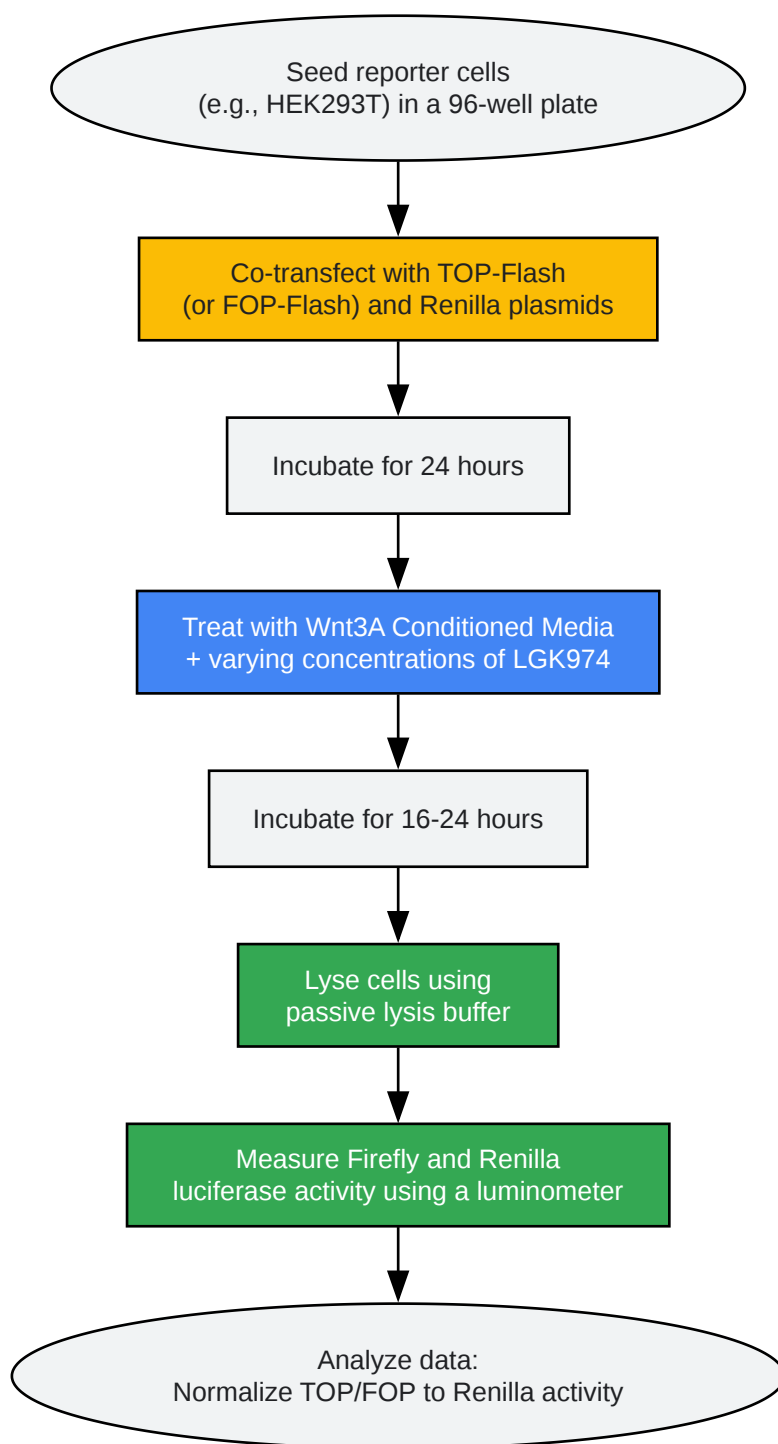 Seed reporter cells
(e.g., HEK293T) in a 96-well plate
Co-transfect with TOP-Flash
(or FOP-Flash) and Renilla plasmids
Incubate for 24 hours
Treat with Wnt3A Conditioned Media
+ varying concentrations of LGK974
Incubate for 16-24 hours
Lyse cells using
passive lysis buffer
Measure Firefly and Renilla
luciferase activity using a luminometer
Analyze data:
Normalize TOP/FOP to Renilla activity